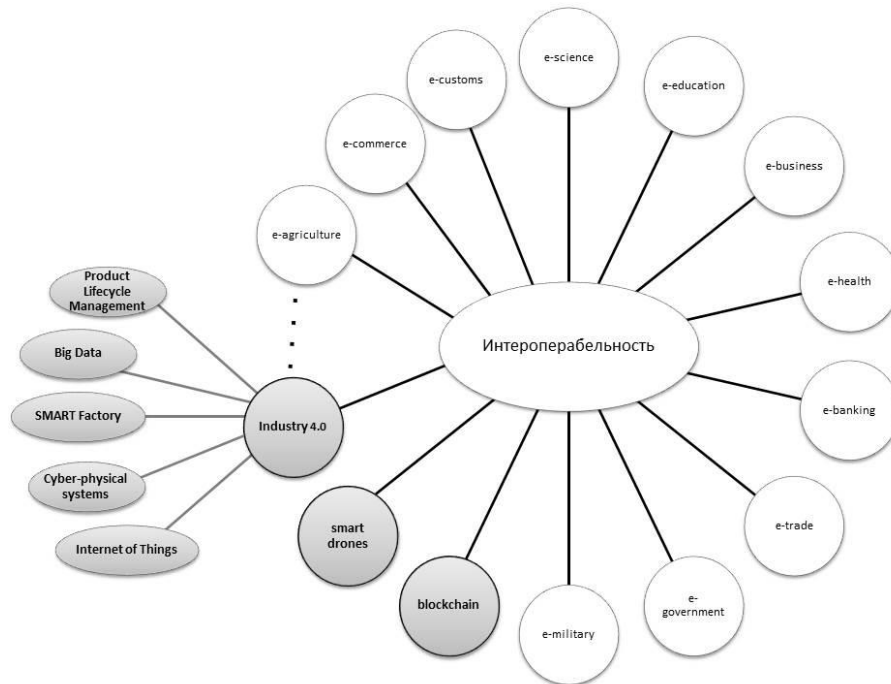 e-science
e-customs
e-education
e-commerce
e-business
e-agriculture
Product
Lifecycle
Management
e-health
Интероперабельность
Big Data
SMART Factory
Industry 4.0
e-banking
Cyber-physical
systems
smart
drones
e-trade
Internet of Things
blockchain
e-
government
e-military